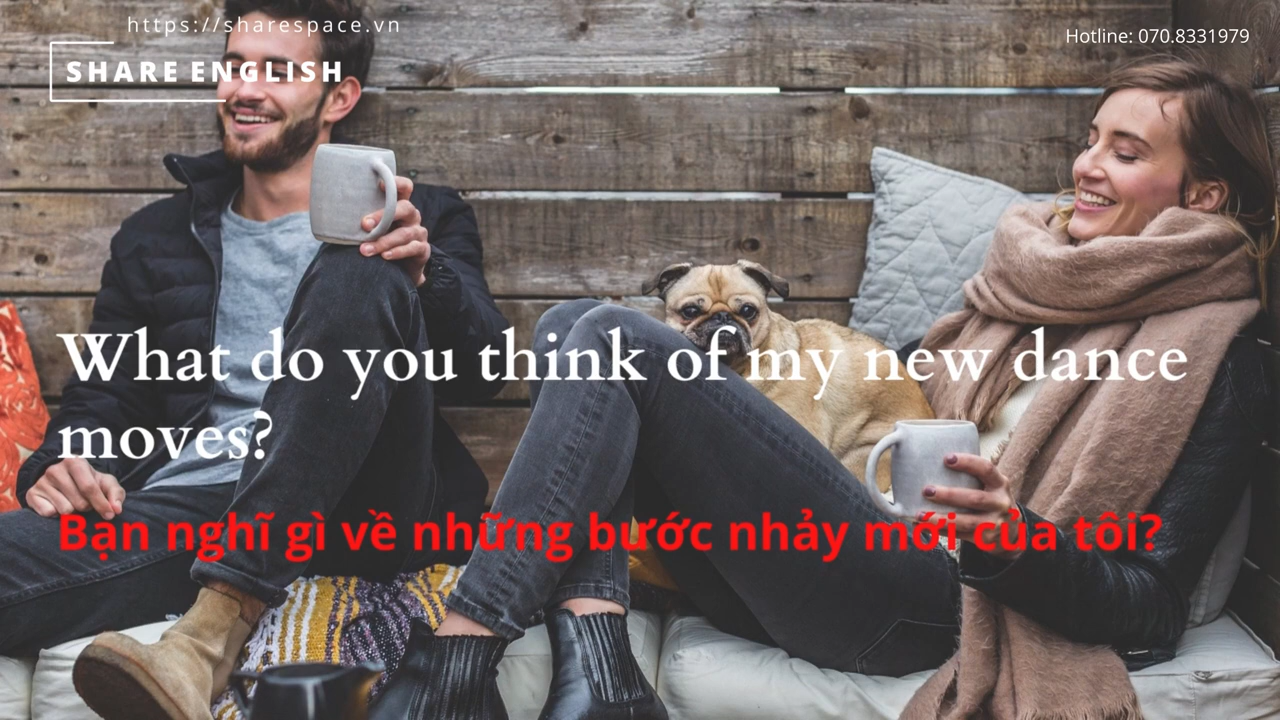 https://sharespace.vn
Hotline: 070.8331979
SHARE ENGLISH
What do you think of my new dance
moves?
Bạn nghĩ gì về những bước nhảy mới của tôi?